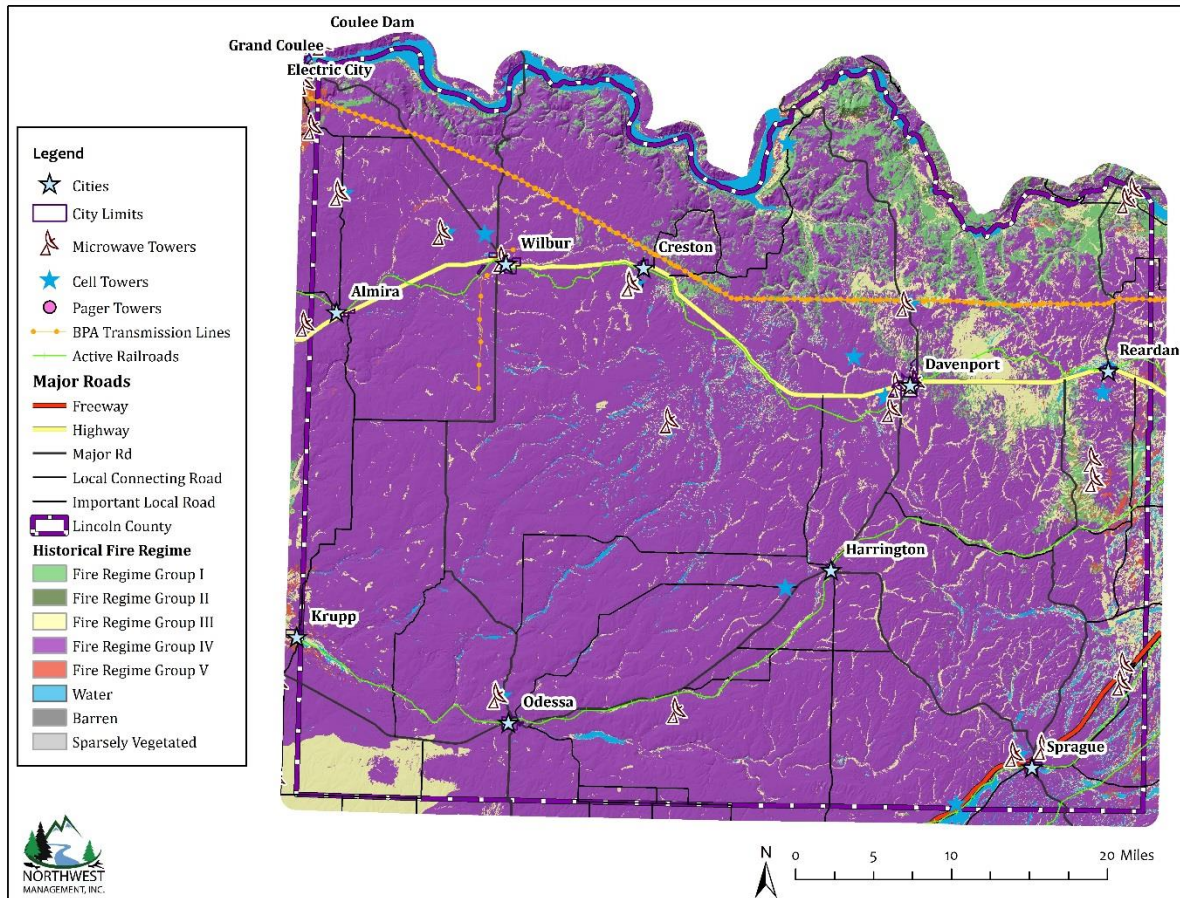 Coulee Dam
Grand Coulee
Electric City
Legend
Cities
City Limits
Microwave Towers
Cell Towers
Pager Towers
BPA Transmission Lines
Active Railroads
Major Roads
Freeway
Highway
Major Rd
Local Connecting Road
Important Local Road
Lincoln County
Historical Fire Regime
Fire Regime Group I
Fire Regime Group II
Fire Regime Group III
Fire Regime Group IV
Fire Regime Group V
Water
Barren
Sparsely Vegetated
Wilbur
Creston
Almira
Reardan
Davenport
Harrington
Krupp
Odessa
Sprague
NORTHWEST
MANAGEMENT, INC.
N
0 5 10 20 Miles